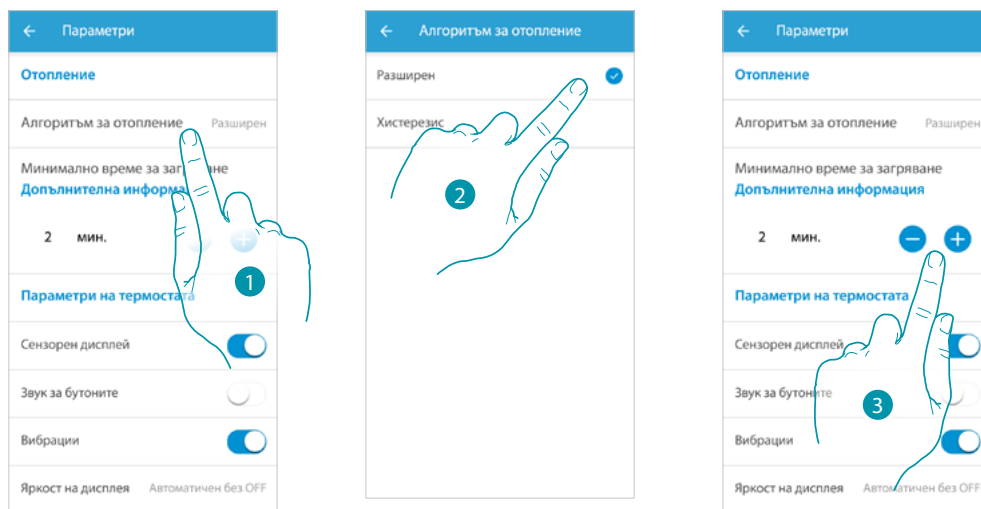 ← Параметри
Отопление
Алгоритъм за отопление Разширен
Минимално време за
Допълнителна
2 мин.
1
Параметри на термостата
Сензорен дисплей
Звук за бутоните
Вибрации
Яркост на дисплея Автоматичен без OFF
← Алгоритъм за отопление
Разширен
Хистерезис
2
← Параметри
Отопление
Алгоритъм за отопление Разширен
Минимално време за загряване
Допълнителна информация
2 мин. − +
Параметри на термостата
Сензорен дисплей
Звук за бутоните
3
Вибрации
Яркост на дисплея Автоматичен без OFF